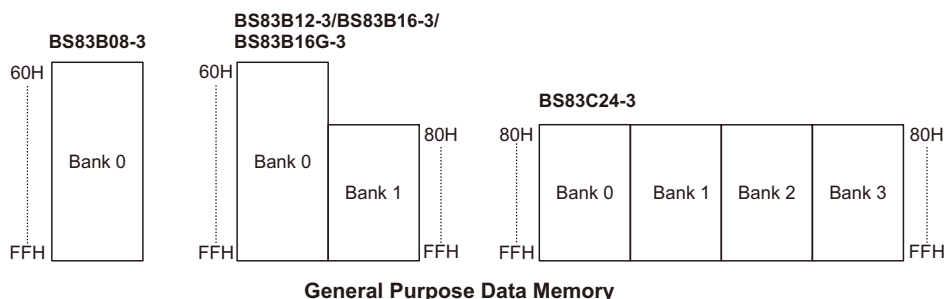 BS83B08-3
60H
Bank 0
FFH
BS83B12-3/BS83B16-3/
BS83B16G-3
60H
Bank 0
FFH
80H
Bank 1
FFH
BS83C24-3
80H
Bank 0
Bank 1
Bank 2
Bank 3
80H
FFH
FFH
General Purpose Data Memory